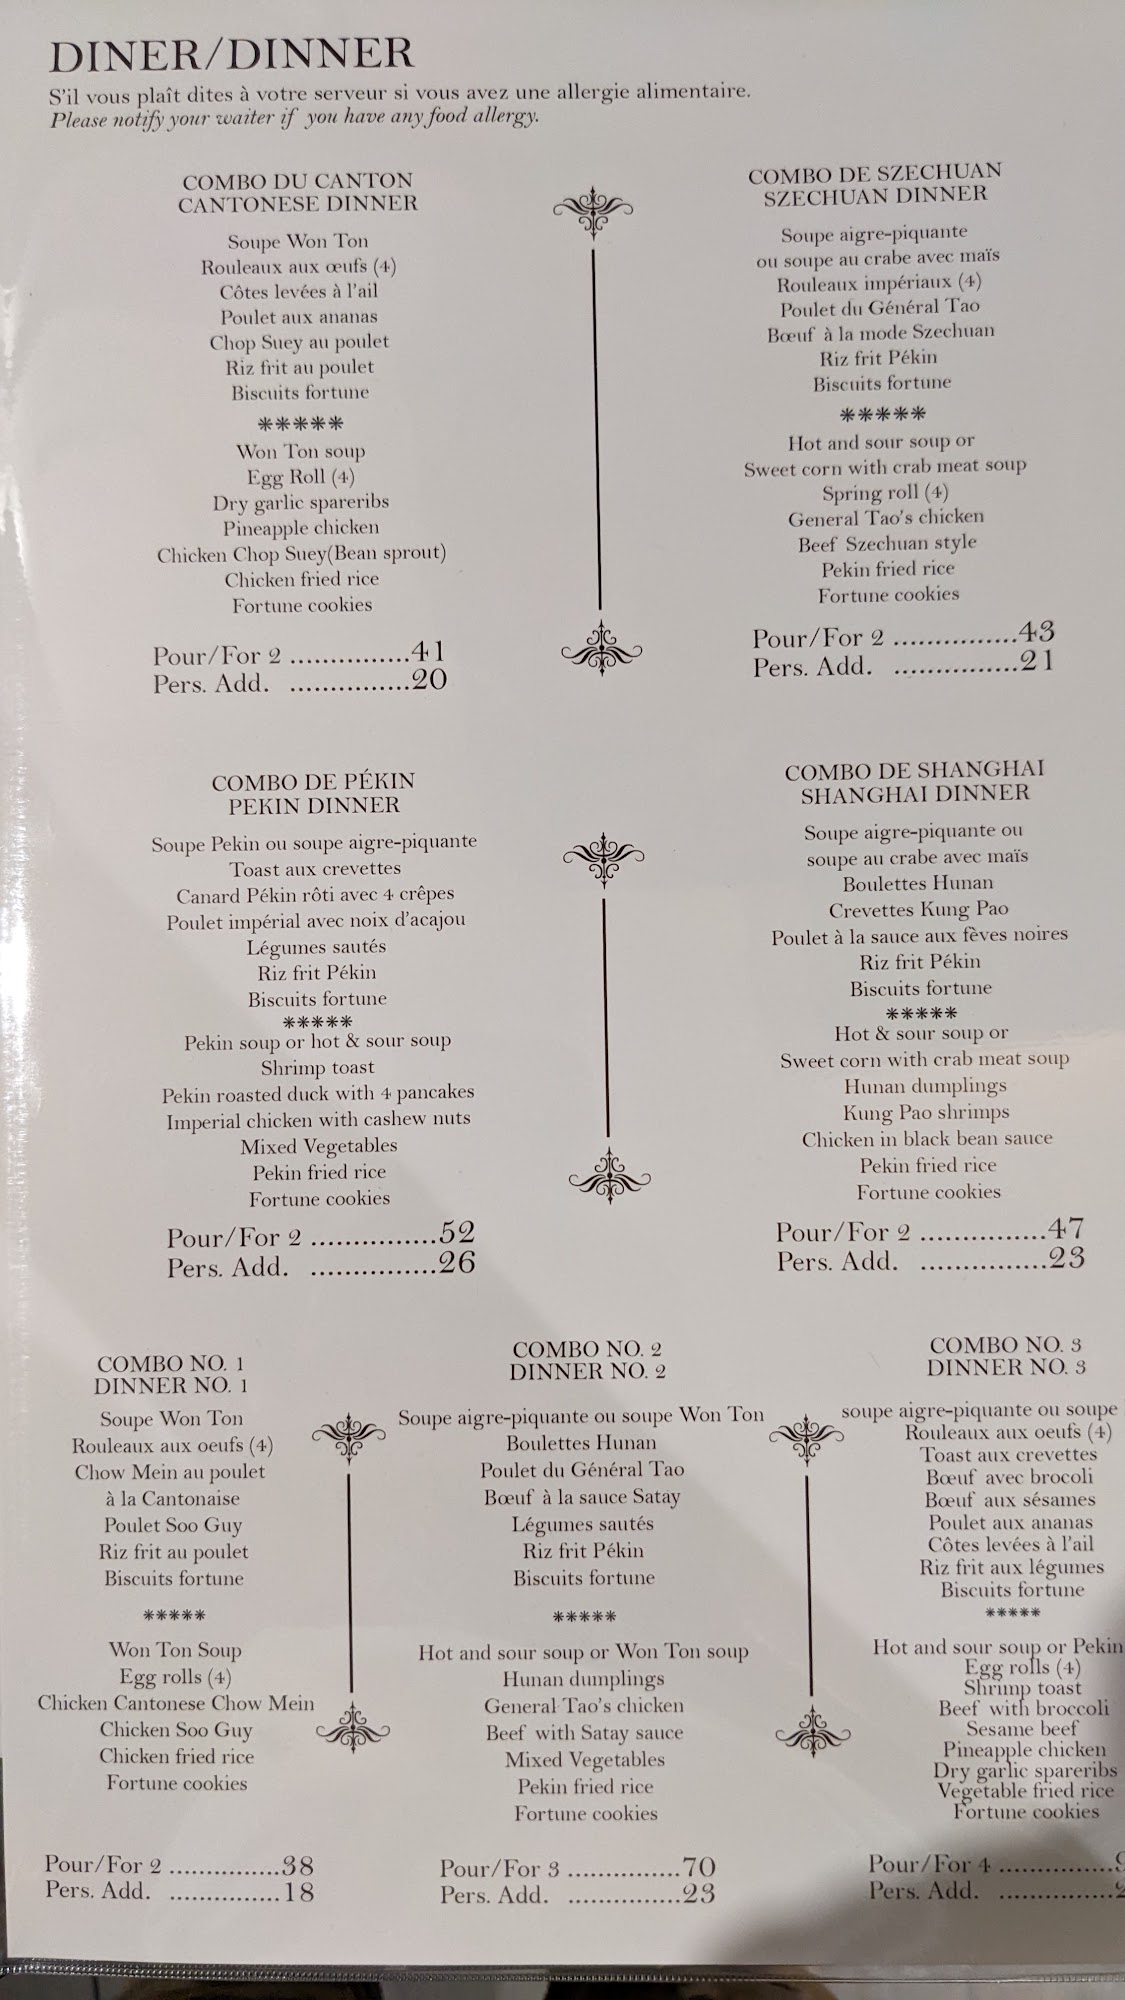 DINER/DINNER
S'il vous plaît dites à votre serveur si vous avez une allergie alimentaire.
Please notify your waiter if you have any food allergy.
COMBO DU CANTON
CANTONESE DINNER
Soupe Won Ton
Rouleaux aux œufs (4)
Côtes levées à l'ail
Poulet aux ananas
Chop Suey au poulet
Riz frit au poulet
Biscuits fortune
*****
Won Ton soup
Egg Roll (4)
Dry garlic spareribs
Pineapple chicken
Chicken Chop Suey(Bean sprout)
Chicken fried rice
Fortune cookies
Pour/For 2 ...............41
Pers. Add. ...............20
COMBO DE SZECHUAN
SZECHUAN DINNER
Soupe aigre-piquante
ou soupe au crabe avec maïs
Rouleaux impériaux (4)
Poulet du Général Tao
Bœuf à la mode Szechuan
Riz frit Pékin
Biscuits fortune
*****
Hot and sour soup or
Sweet corn with crab meat soup
Spring roll (4)
General Tao's chicken
Beef Szechuan style
Pekin fried rice
Fortune cookies
Pour/For 2 ...............43
Pers. Add. ...............21
COMBO DE PÉKIN
PEKIN DINNER
Soupe Pekin ou soupe aigre-piquante
Toast aux crevettes
Canard Pékin rôti avec 4 crêpes
Poulet impérial avec noix d'acajou
Légumes sautés
Riz frit Pékin
Biscuits fortune
*****
Pekin soup or hot & sour soup
Shrimp toast
Pekin roasted duck with 4 pancakes
Imperial chicken with cashew nuts
Mixed Vegetables
Pekin fried rice
Fortune cookies
Pour/For 2 ...............52
Pers. Add. ...............26
COMBO DE SHANGHAI
SHANGHAI DINNER
Soupe aigre-piquante ou
soupe au crabe avec maïs
Boulettes Hunan
Crevettes Kung Pao
Poulet à la sauce aux fèves noires
Riz frit Pékin
Biscuits fortune
*****
Hot & sour soup or
Sweet corn with crab meat soup
Hunan dumplings
Kung Pao shrimps
Chicken in black bean sauce
Pekin fried rice
Fortune cookies
Pour/For 2 ...............47
Pers. Add. ...............23
COMBO NO. 1
DINNER NO. 1
Soupe Won Ton
Rouleaux aux oeufs (4)
Chow Mein au poulet
à la Cantonaise
Poulet Soo Guy
Riz frit au poulet
Biscuits fortune
*****
Won Ton Soup
Egg rolls (4)
Chicken Cantonese Chow Mein
Chicken Soo Guy
Chicken fried rice
Fortune cookies
Pour/For 2 ...............38
Pers. Add. ...............18
COMBO NO. 2
DINNER NO. 2
Soupe aigre-piquante ou soupe Won Ton
Boulettes Hunan
Poulet du Général Tao
Bœuf à la sauce Satay
Légumes sautés
Riz frit Pékin
Biscuits fortune
*****
Hot and sour soup or Won Ton soup
Hunan dumplings
General Tao's chicken
Beef with Satay sauce
Mixed Vegetables
Pekin fried rice
Fortune cookies
Pour/For 3 ...............70
Pers. Add. ...............23
COMBO NO. 3
DINNER NO. 3
soupe aigre-piquante ou soupe
Rouleaux aux oeufs (4)
Toast aux crevettes
Bœuf avec brocoli
Bœuf aux sésames
Poulet aux ananas
Côtes levées à l'ail
Riz frit aux légumes
Biscuits fortune
*****
Hot and sour soup or Pekin
Egg rolls (4)
Shrimp toast
Beef with broccoli
Sesame beef
Pineapple chicken
Dry garlic spareribs
Vegetable fried rice
Fortune cookies
Pour/For 4 ...............
Pers. Add. ...............